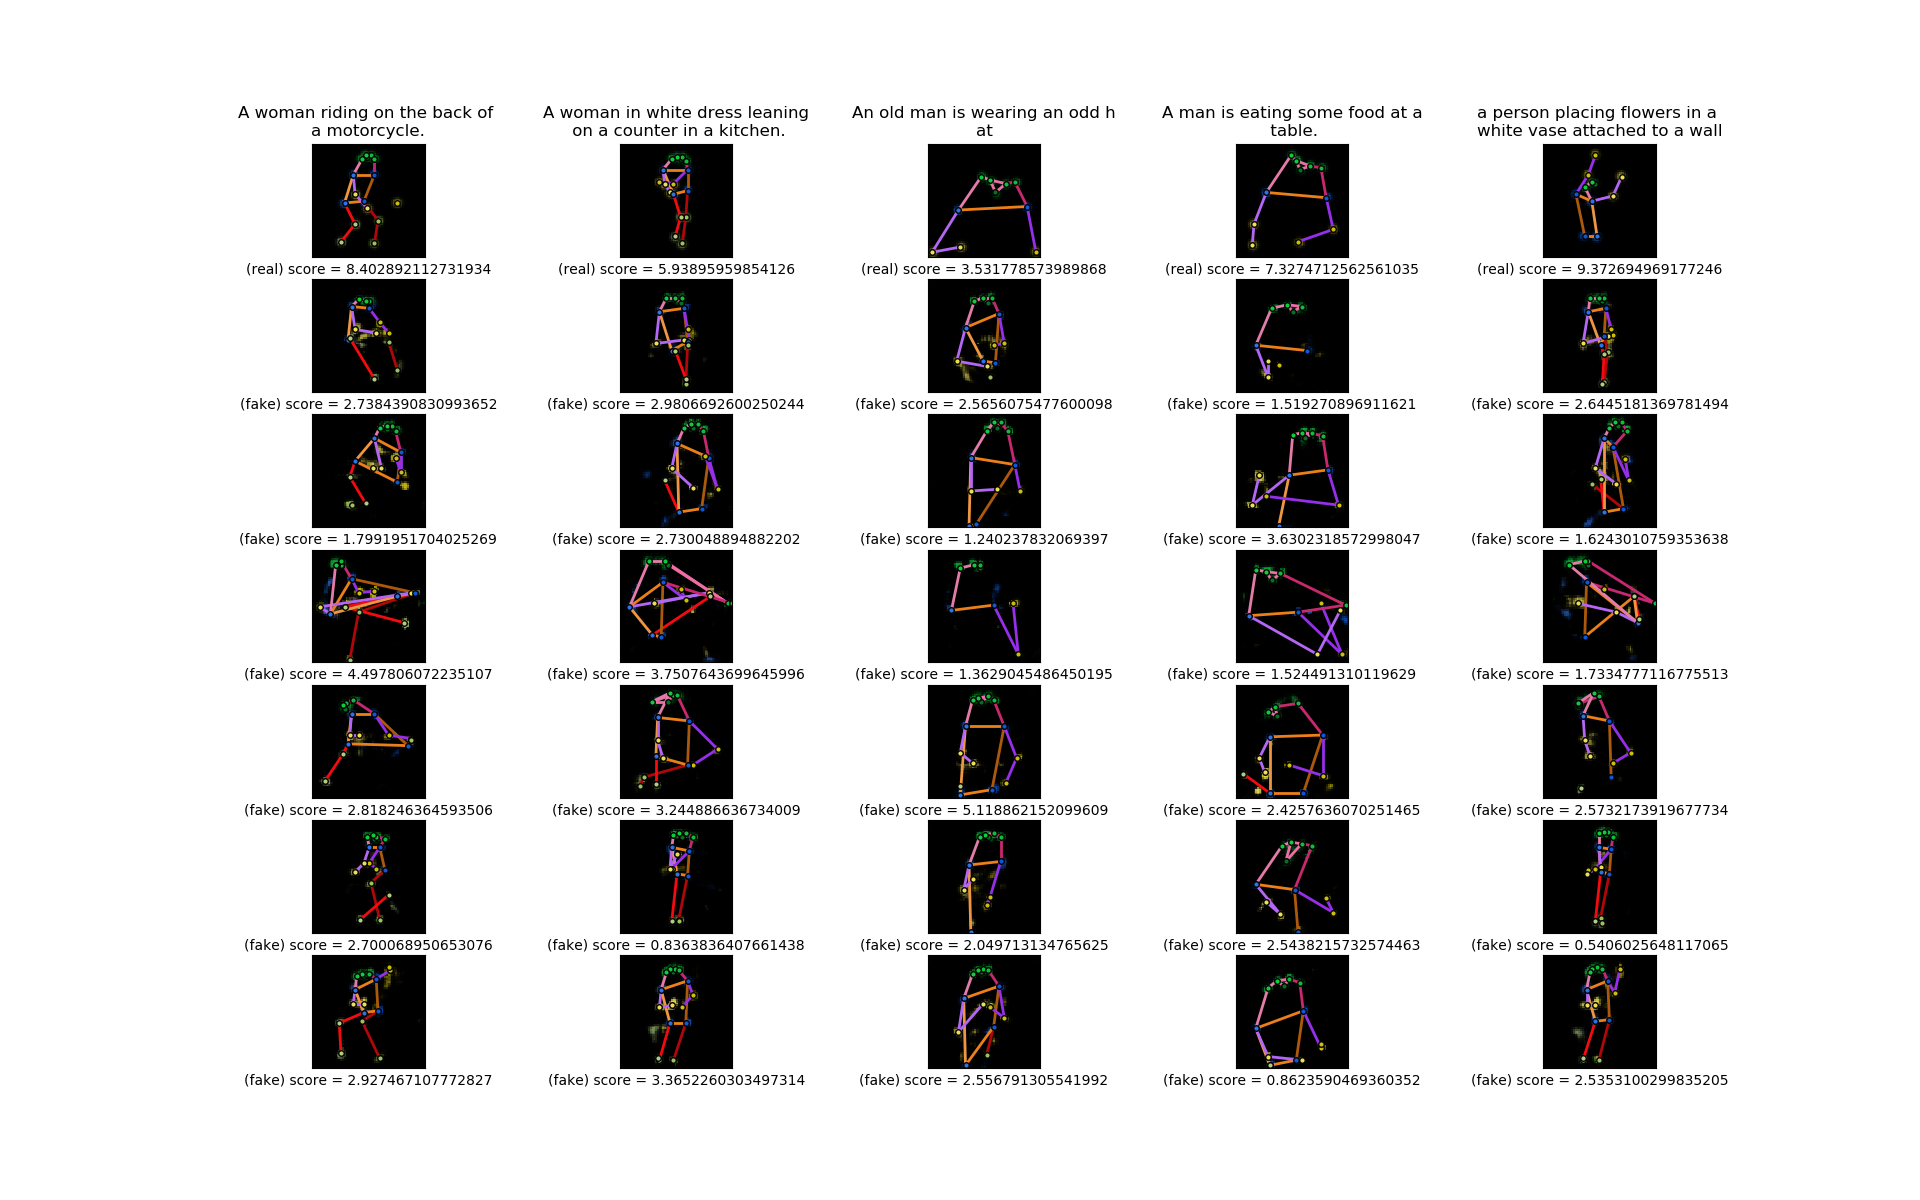 A woman riding on the back of
a motorcycle.
A woman in white dress leaning
on a counter in a kitchen.
An old man is wearing an odd h
at
A man is eating some food at a
table.
a person placing flowers in a
white vase attached to a wall
(real) score = 8.402892112731934
(real) score = 5.93895959854126
(real) score = 3.531778573989868
(real) score = 7.3274712562561035
(real) score = 9.372694969177246
(fake) score = 2.7384390830993652
(fake) score = 2.9806692600250244
(fake) score = 2.5656075477600098
(fake) score = 1.519270896911621
(fake) score = 2.6445181369781494
(fake) score = 1.7991951704025269
(fake) score = 2.730048894882202
(fake) score = 1.240237832069397
(fake) score = 3.6302318572998047
(fake) score = 1.6243010759353638
(fake) score = 4.497806072235107
(fake) score = 3.7507643699645996
(fake) score = 1.3629045486450195
(fake) score = 1.524491310119629
(fake) score = 1.7334777116775513
(fake) score = 2.818246364593506
(fake) score = 3.244886636734009
(fake) score = 5.118862152099609
(fake) score = 2.4257636070251465
(fake) score = 2.5732173919677734
(fake) score = 2.700068950653076
(fake) score = 0.8363836407661438
(fake) score = 2.049713134765625
(fake) score = 2.5438215732574463
(fake) score = 0.5406025648117065
(fake) score = 2.927467107772827
(fake) score = 3.3652260303497314
(fake) score = 2.556791305541992
(fake) score = 0.8623590469360352
(fake) score = 2.5353100299835205